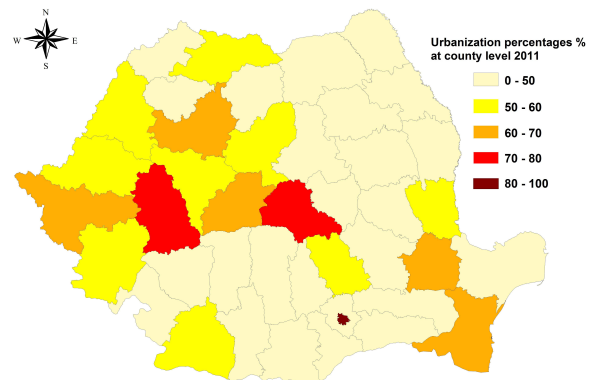 N
W E
S
Urbanization percentages %
at county level 2011
0 - 50
50 - 60
60 - 70
70 - 80
80 - 100